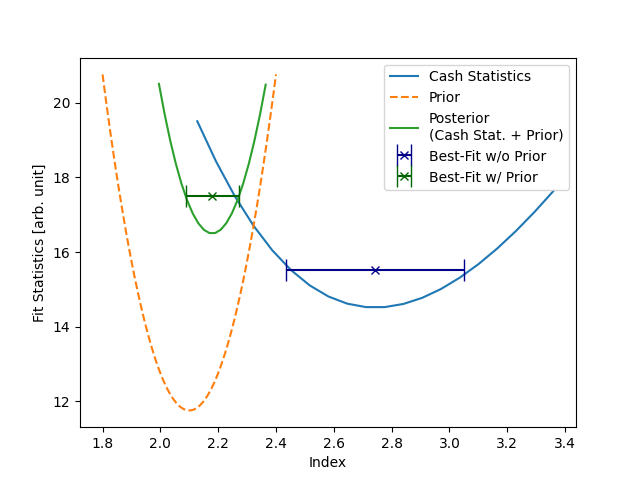 Cash Statistics
Prior
Posterior
(Cash Stat. + Prior)
Best-Fit w/o Prior
Best-Fit w/ Prior
Fit Statistics [arb. unit]
20
18
16
14
12
1.8 2.0 2.2 2.4 2.6 2.8 3.0 3.2 3.4
Index